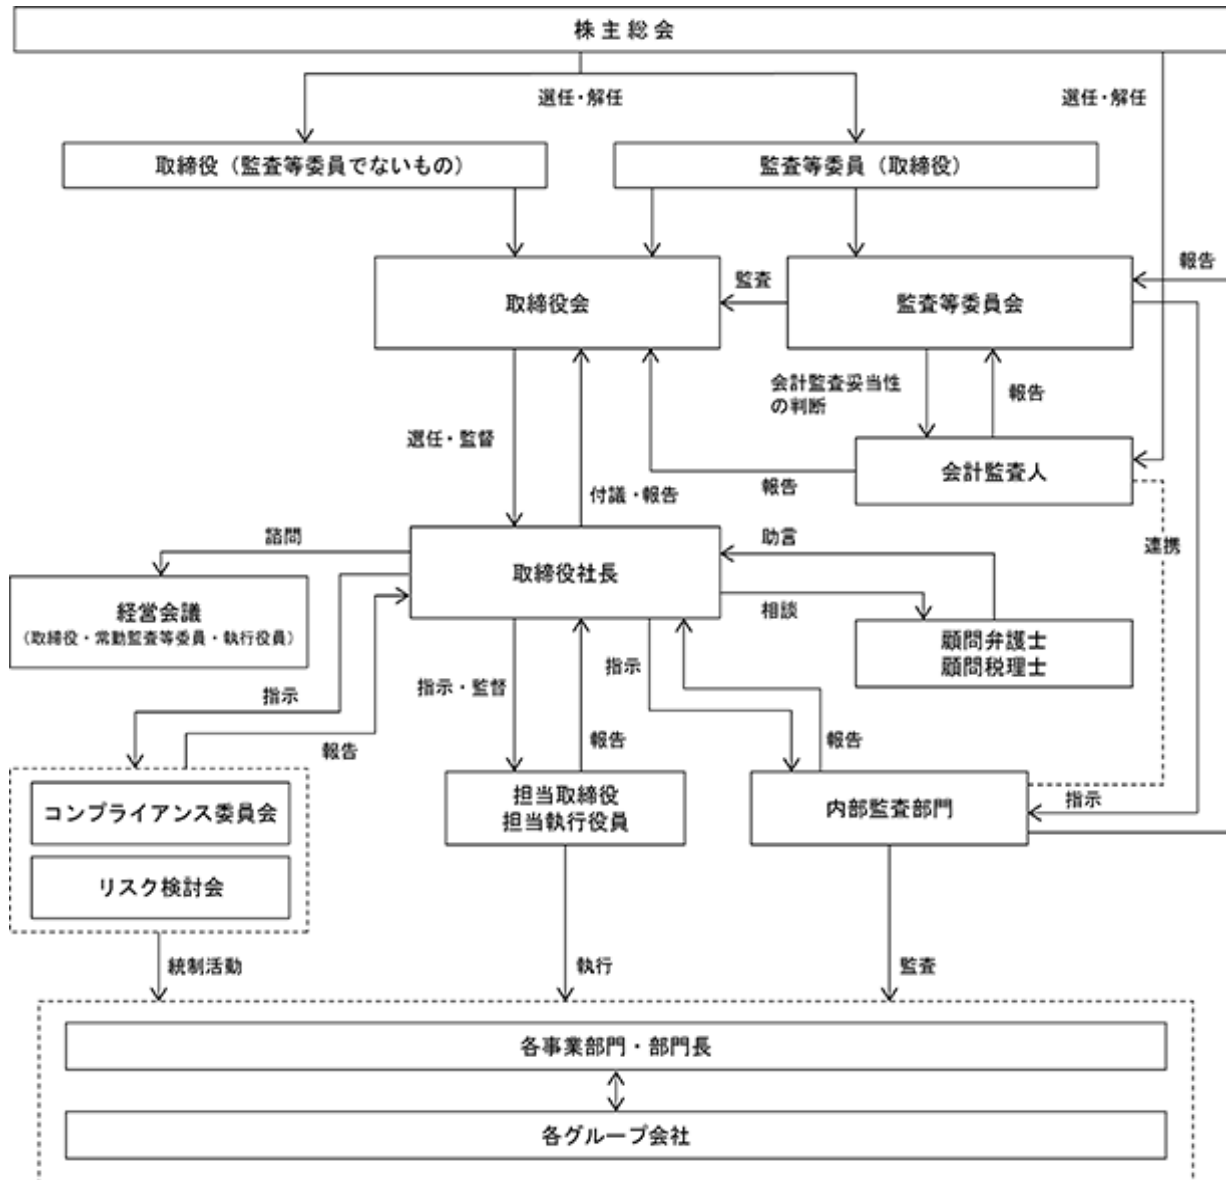 株主総会
選任・解任
選任・解任
取締役（監査等委員でないもの）
監査等委員（取締役）
報告
監査
取締役会
監査等委員会
会計監査妥当性
の判断
報告
選任・監督
会計監査人
報告
付議・報告
諮問
助言
連携
取締役社長
経営会議
（取締役・常勤監査等委員・執行役員）
相談
顧問弁護士
顧問税理士
指示
指示・監督
指示
報告
報告
報告
コンプライアンス委員会
担当取締役
担当執行役員
内部監査部門
指示
リスク検討会
統制活動
執行
監査
各事業部門・部門長
各グループ会社